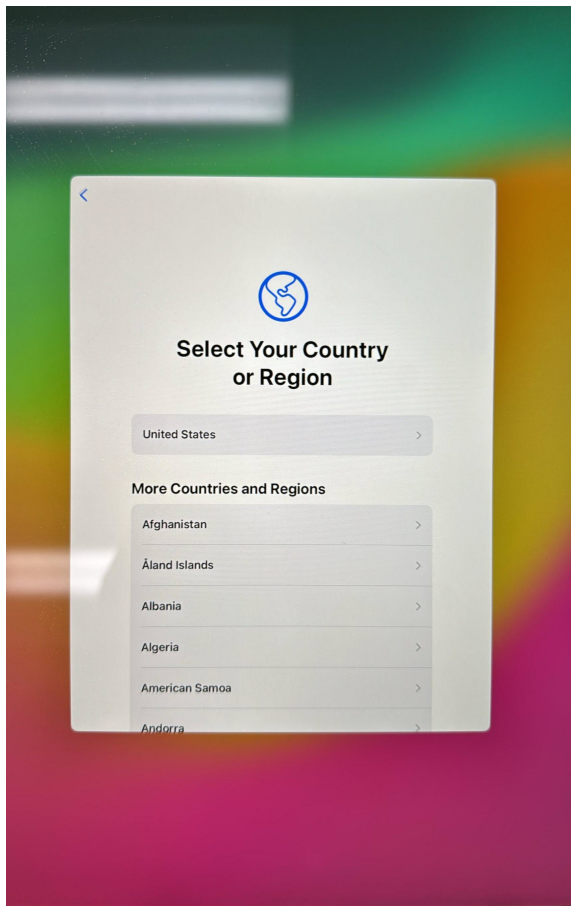 Select Your Country
or Region
United States
More Countries and Regions
Afghanistan
Åland Islands
Albania
Algeria
American Samoa
Andorra